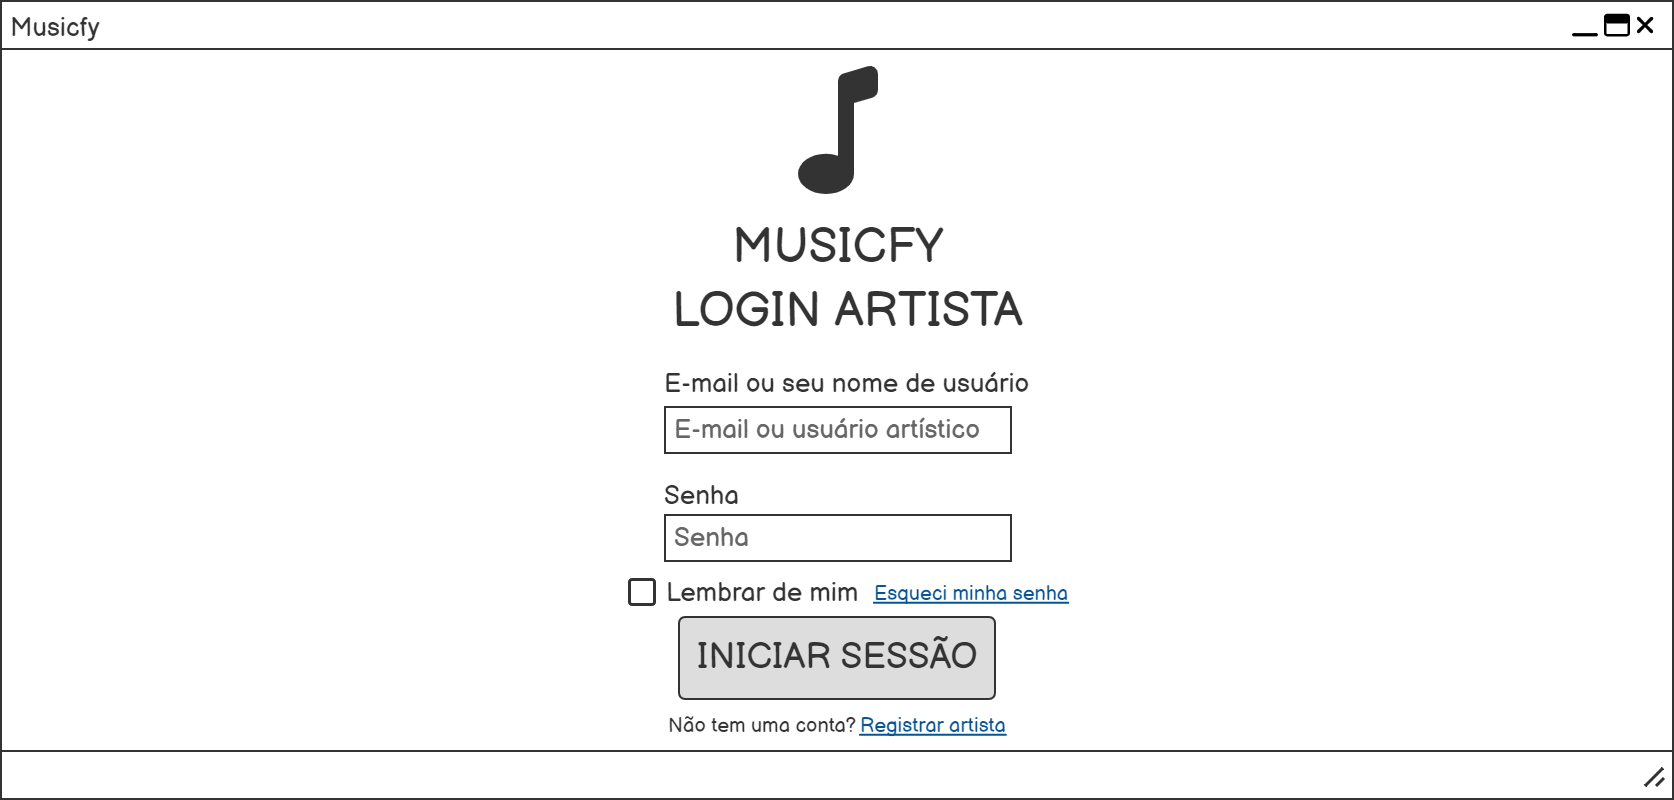 Musicfy
MUSICFY
LOGIN ARTISTA
E-mail ou seu nome de usuário
E-mail ou usuário artístico
Senha
Senha
Lembrar de mim Esqueci minha senha
INICIAR SESSÃO
Não tem uma conta? Registrar artista